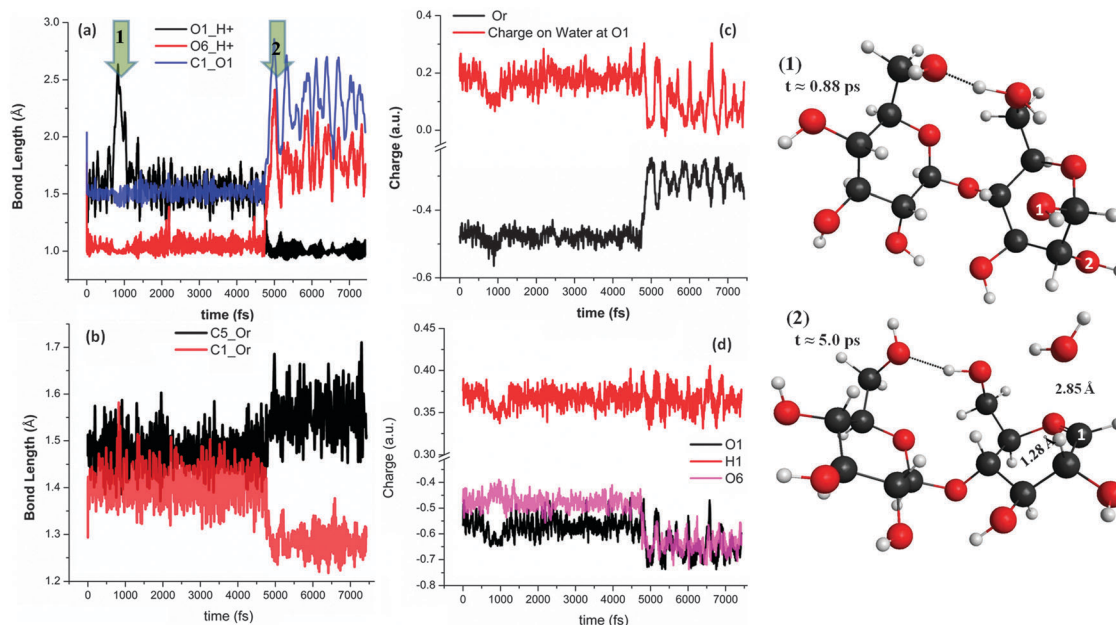 (a)
1
2
O1_H+
O6_H+
C1_O1
Bond Length (Å)
3.0
2.5
2.0
1.5
1.0
0 1000 2000 3000 4000 5000 6000 7000
time (fs)
(b)
C5_Or
C1_Or
Bond Length (Å)
1.7
1.6
1.5
1.4
1.3
1.2
0 1000 2000 3000 4000 5000 6000 7000
time (fs)
(c)
Or
Charge on Water at O1
Charge (a.u.)
0.4
0.2
0.0
-0.4
-0.6
0 1000 2000 3000 4000 5000 6000 7000
time (fs)
(d)
O1
H1
O6
Charge (a.u.)
0.45
0.40
0.35
0.30
-0.4
-0.5
-0.6
-0.7
-0.8
0 1000 2000 3000 4000 5000 6000 7000
time (fs)
(1)
t ≈ 0.88 ps
1
2
(2)
t ≈ 5.0 ps
2.85 Å
1.28 Å
1